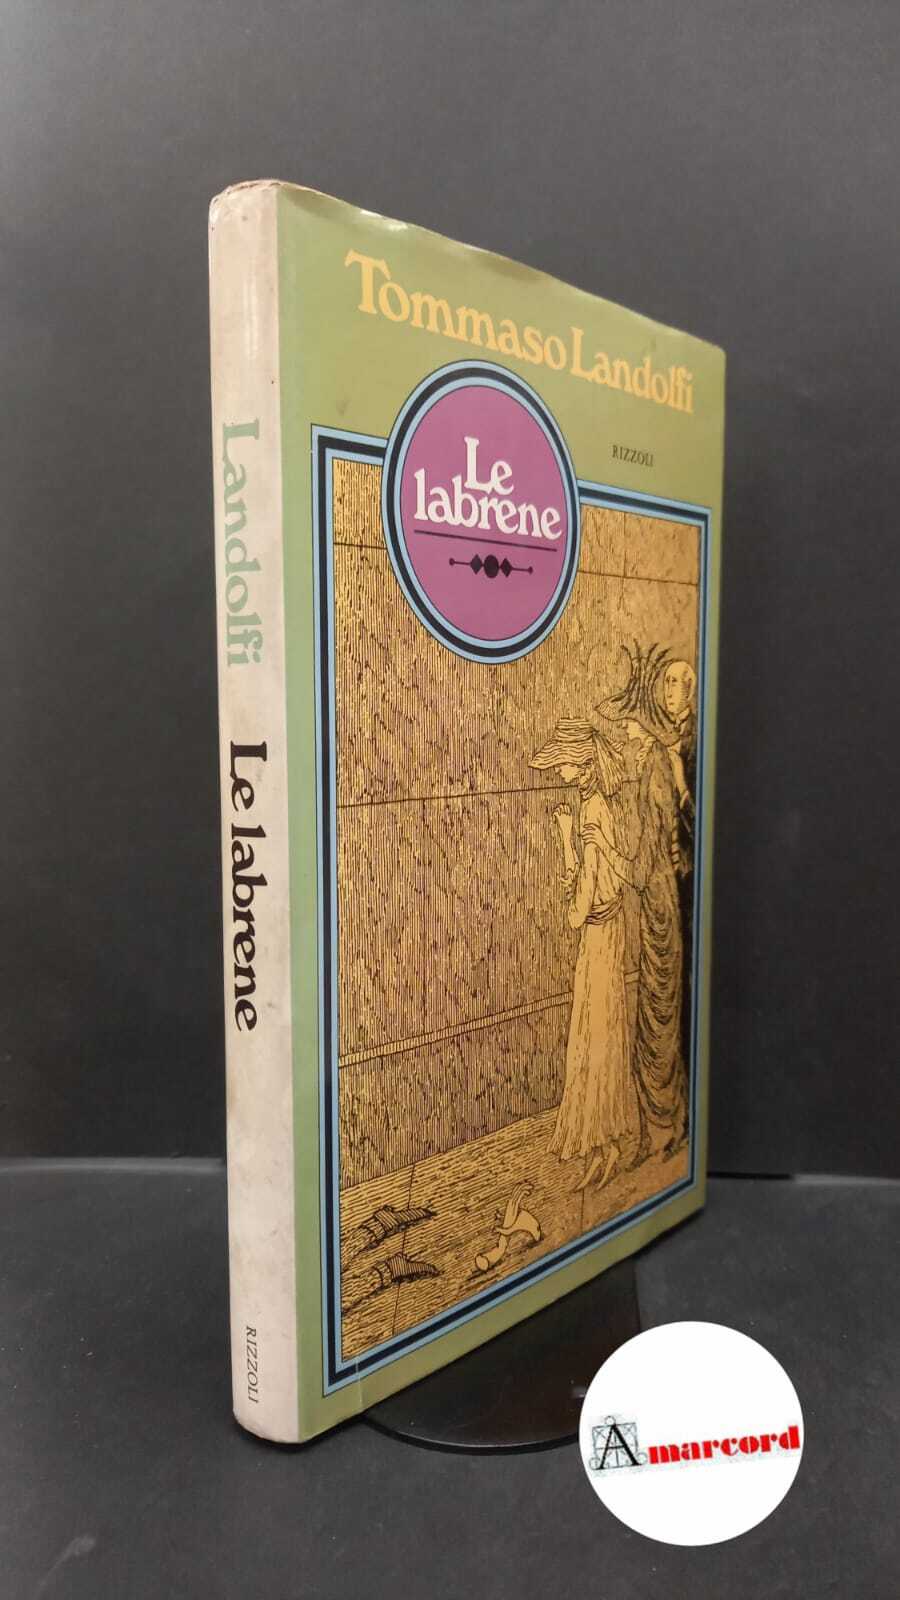 Tommaso Landolfi
RIZZOLI
Le
labrene
Landolfi Le labrene
RIZZOLI
Amarcord